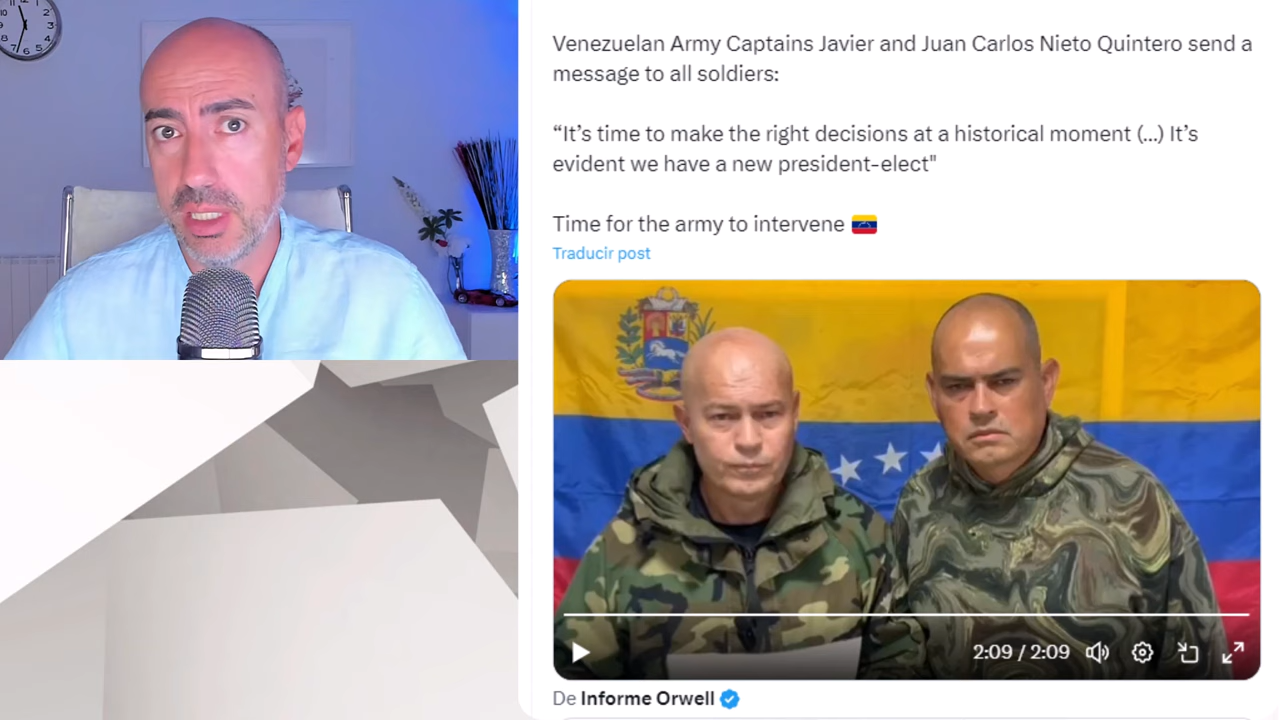 Venezuelan Army Captains Javier and Juan Carlos Nieto Quintero send a
message to all soldiers:
“It’s time to make the right decisions at a historical moment (...) It’s
evident we have a new president-elect"
Time for the army to intervene
Traducir post
2:09 / 2:09
De Informe Orwell